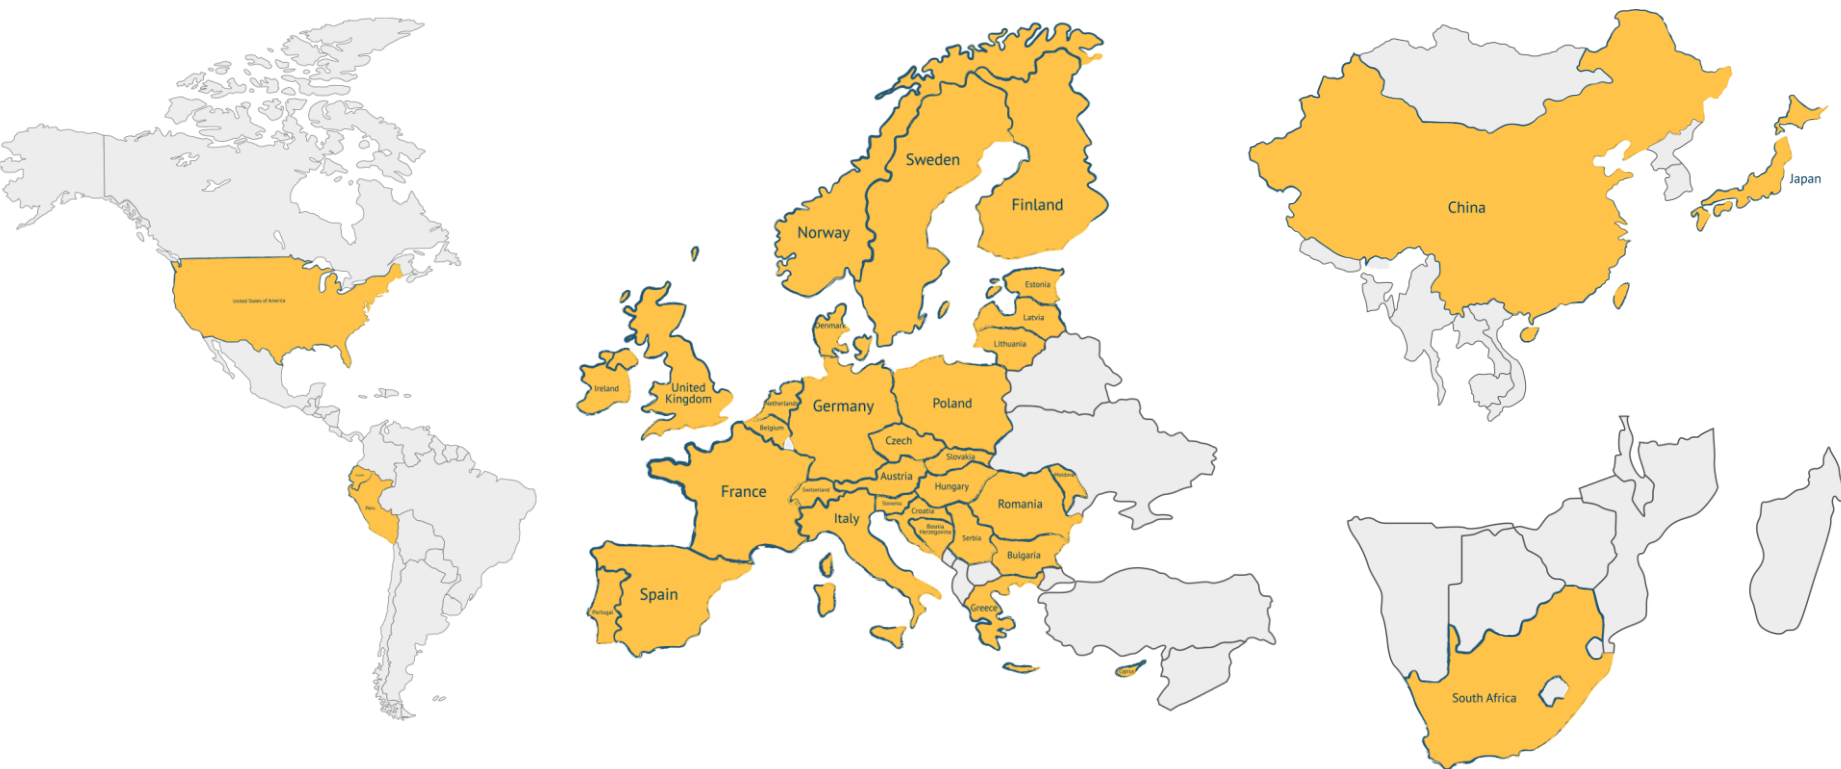 United States of America
Peru
Sweden
Finland
Norway
Estonia
Latvia
Lithuania
Denmark
Ireland
United
Kingdom
Netherlands
Belgium
Germany
Poland
Czech
Slovakia
Austria
Hungary
France
Switzerland
Italy
Slovenia
Croatia
Bosnia
Herzegovina
Serbia
Romania
Moldova
Bulgaria
Spain
Portugal
Greece
Cyprus
China
Japan
South Africa